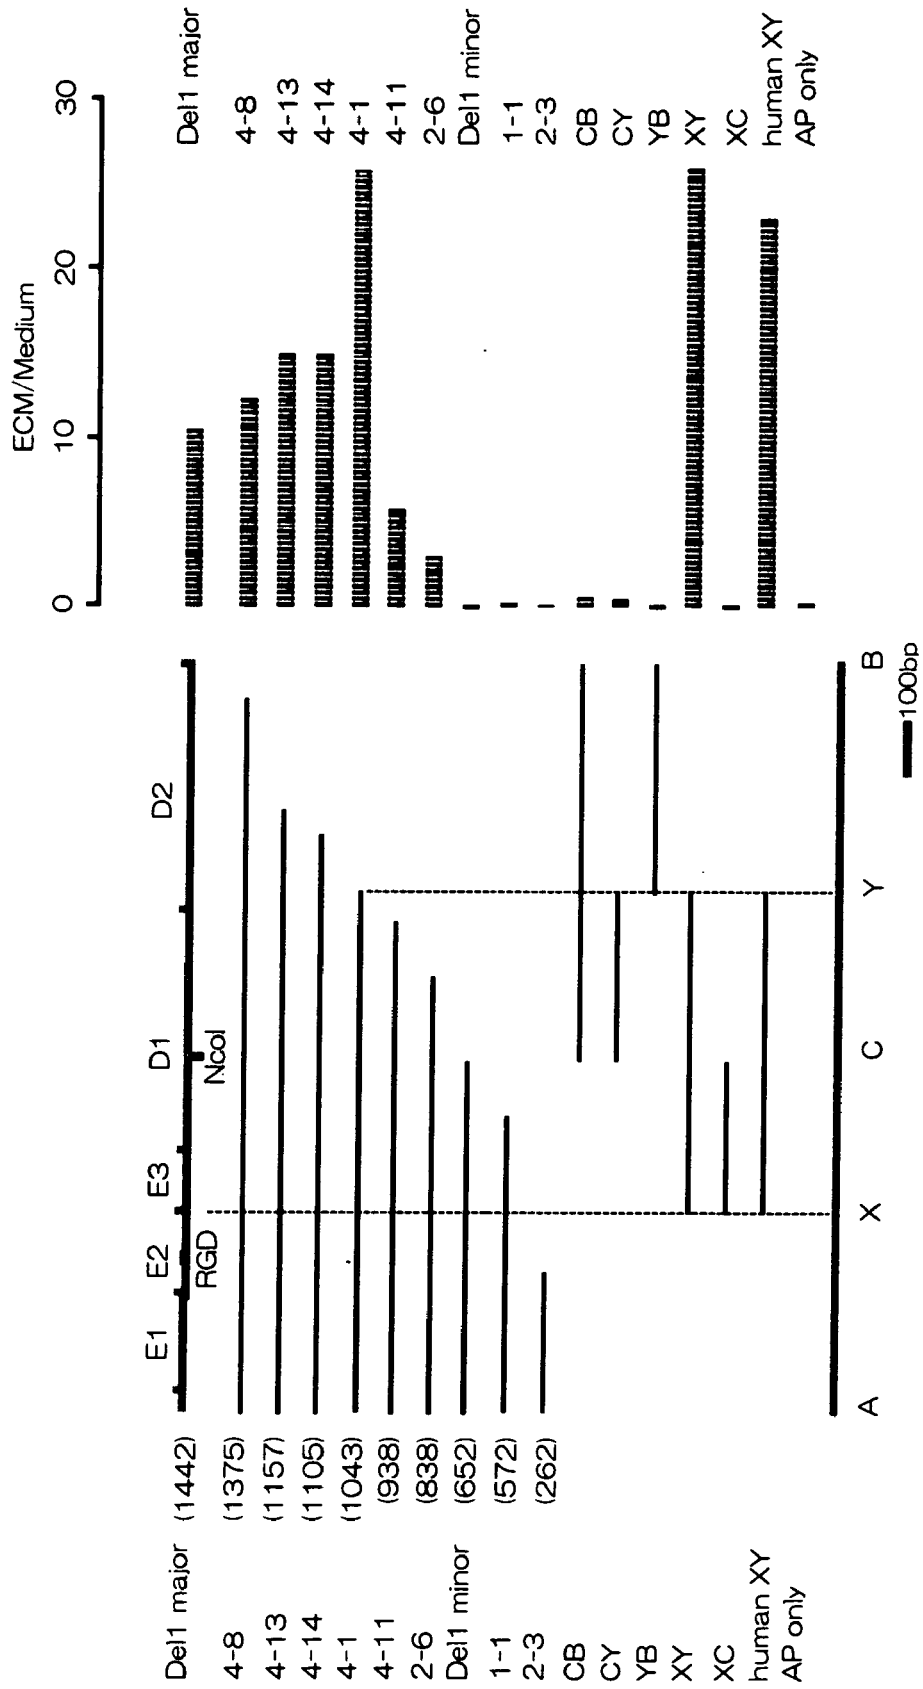 ECM/Medium
0 10 20 30
E1 E2 E3 D1 D2
RGD NcoI
Del1 major (1442) Del1 major
4-8 (1375) 4-8
4-13 (1157) 4-13
4-14 (1105) 4-14
4-1 (1043) 4-1
4-11 (938) 4-11
2-6 (838) 2-6
Del1 minor (652) Del1 minor
1-1 (572) 1-1
2-3 (262) 2-3
CB CB
CY CY
YB YB
XY XY
XC XC
human XY human XY
AP only AP only
A X C Y B
100bp